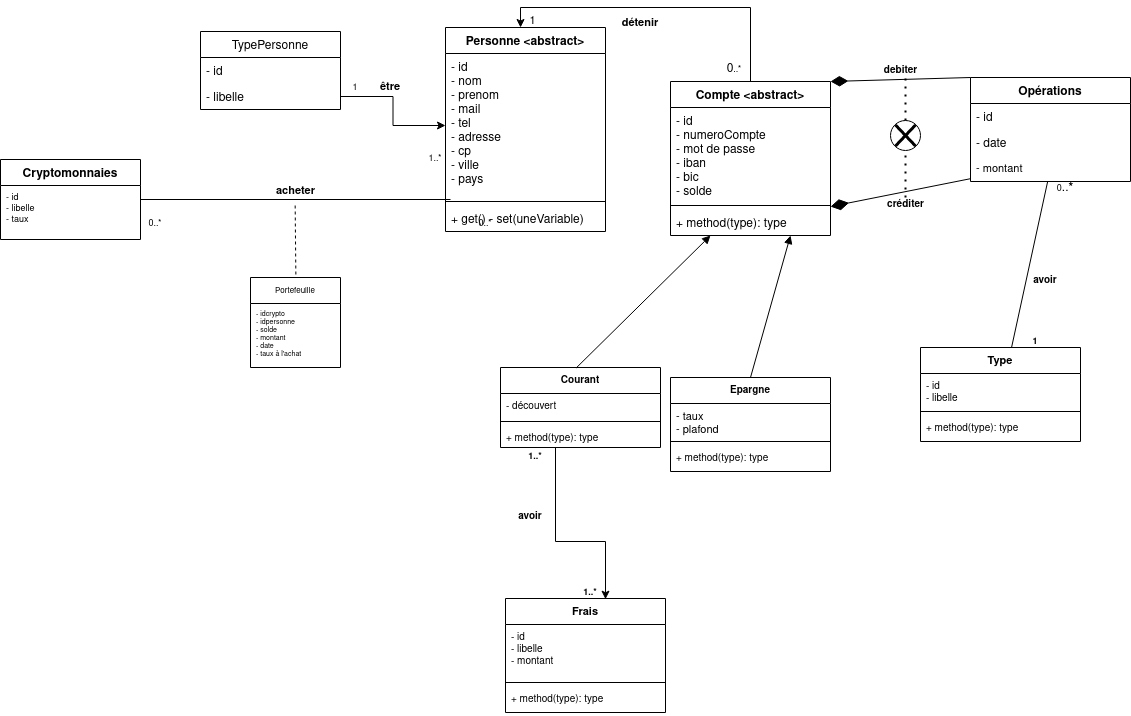 1
détenir
TypePersonne
- id
- libelle
1
être
Personne <abstract>
- id
- nom
- prenom
- mail
- tel
- adresse
- cp
- ville
- pays
+ get() - set(uneVariable)
1..*
0..*
0..*
Compte <abstract>
- id
- numeroCompte
- mot de passe
- iban
- bic
- solde
+ method(type): type
debiter
créditer
Opérations
- id
- date
- montant
0..*
avoir
1
Cryptomonnaies
- id
- libelle
- taux
0..*
acheter
Portefeuille
- idcrypto
- idpersonne
- solde
- montant
- date
- taux à l'achat
Courant
- découvert
+ method(type): type
1..*
Epargne
- taux
- plafond
+ method(type): type
Type
- id
- libelle
+ method(type): type
avoir
1..*
Frais
- id
- libelle
- montant
+ method(type): type